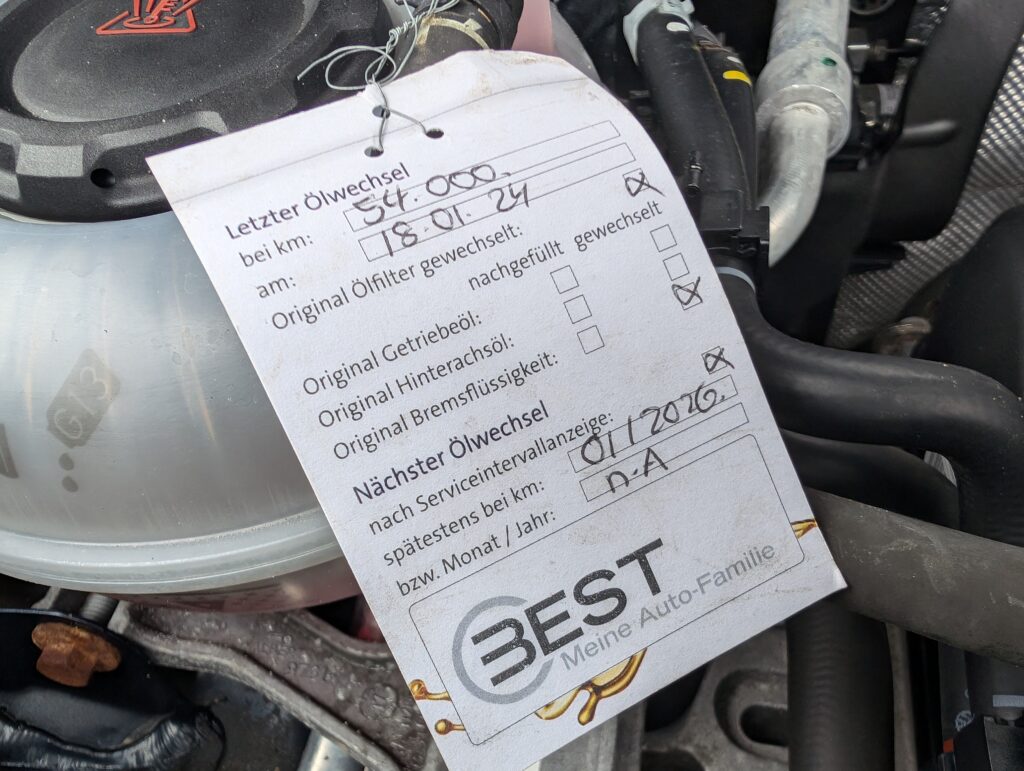 Letzter Ölwechsel
bei km: 54.000.
am: 18.01.24
Original Ölfilter gewechselt: ☒
nachgefüllt gewechselt
Original Getriebeöl: ☐ ☐
Original Hinterachsöl: ☐ ☐
Original Bremsflüssigkeit: ☐ ☒
Nächster Ölwechsel
nach Serviceintervallanzeige: ☒
spätestens bei km: 01/2026.
bzw. Monat / Jahr: n.A
BEST
Meine Auto-Familie
G13